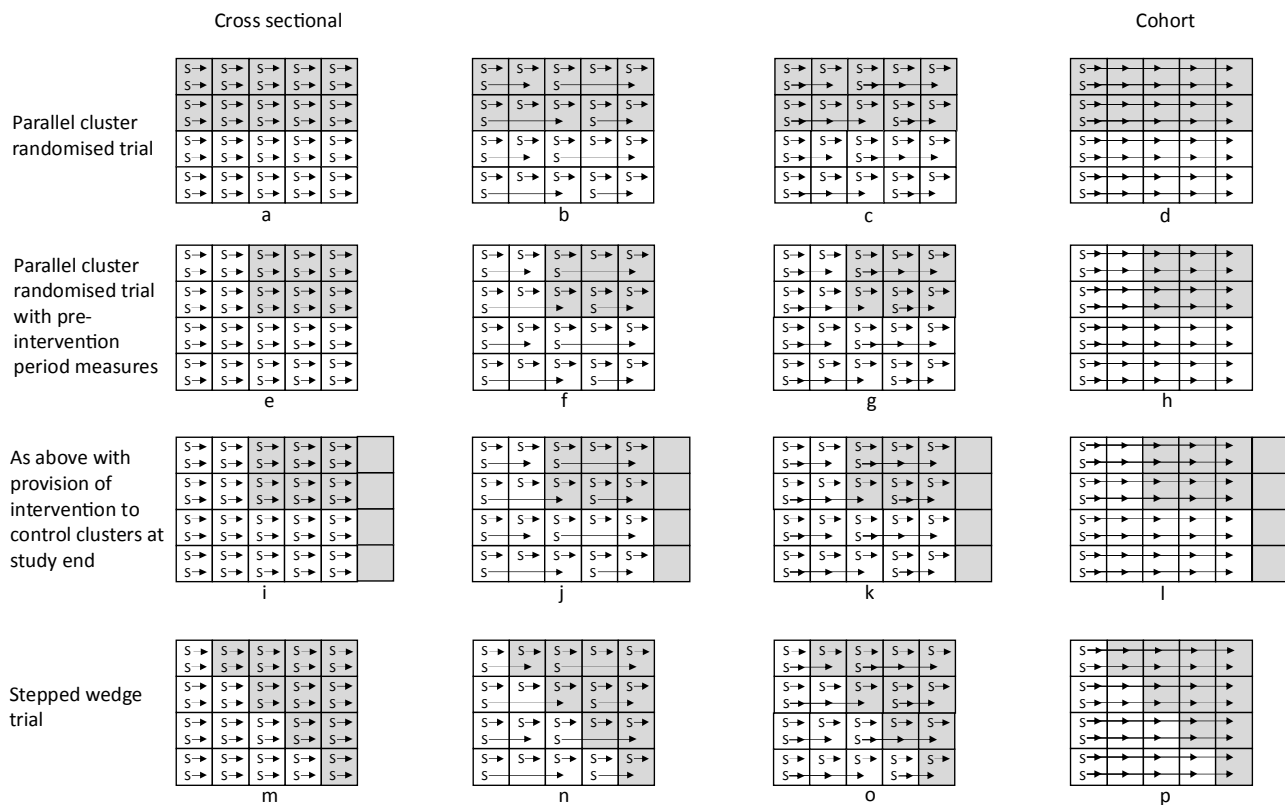 Cross sectional
Cohort
Parallel cluster
randomised trial
S S S S S S S S S S S S S S S S
S S S S S S S S S S
S S S S S S S S S S S S S S S S
S S S S S S S S S S
S S S S S S S S S S S S S S S S
S S S S S S S S S S
S S S S S S S S S S S S S S S S
S S S S S S S S S S
a b c d
Parallel cluster
randomised trial
with pre-
intervention
period measures
S S S S S S S S S S S S S S S S
S S S S S S S S S S
S S S S S S S S S S S S S S S S
S S S S S S S S S S
S S S S S S S S S S S S S S S S
S S S S S S S S S S
S S S S S S S S S S S S S S S S
S S S S S S S S S S
e f g h
As above with
provision of
intervention to
control clusters at
study end
S S S S S S S S S S S S S S S S
S S S S S S S S S S
S S S S S S S S S S S S S S S S
S S S S S S S S S S
S S S S S S S S S S S S S S S S
S S S S S S S S S S
S S S S S S S S S S S S S S S S
S S S S S S S S S S
i j k l
Stepped wedge
trial
S S S S S S S S S S S S S S S S
S S S S S S S S S S
S S S S S S S S S S S S S S S S
S S S S S S S S S S
S S S S S S S S S S S S S S S S
S S S S S S S S S S
S S S S S S S S S S S S S S S S
S S S S S S S S S S
m n o p